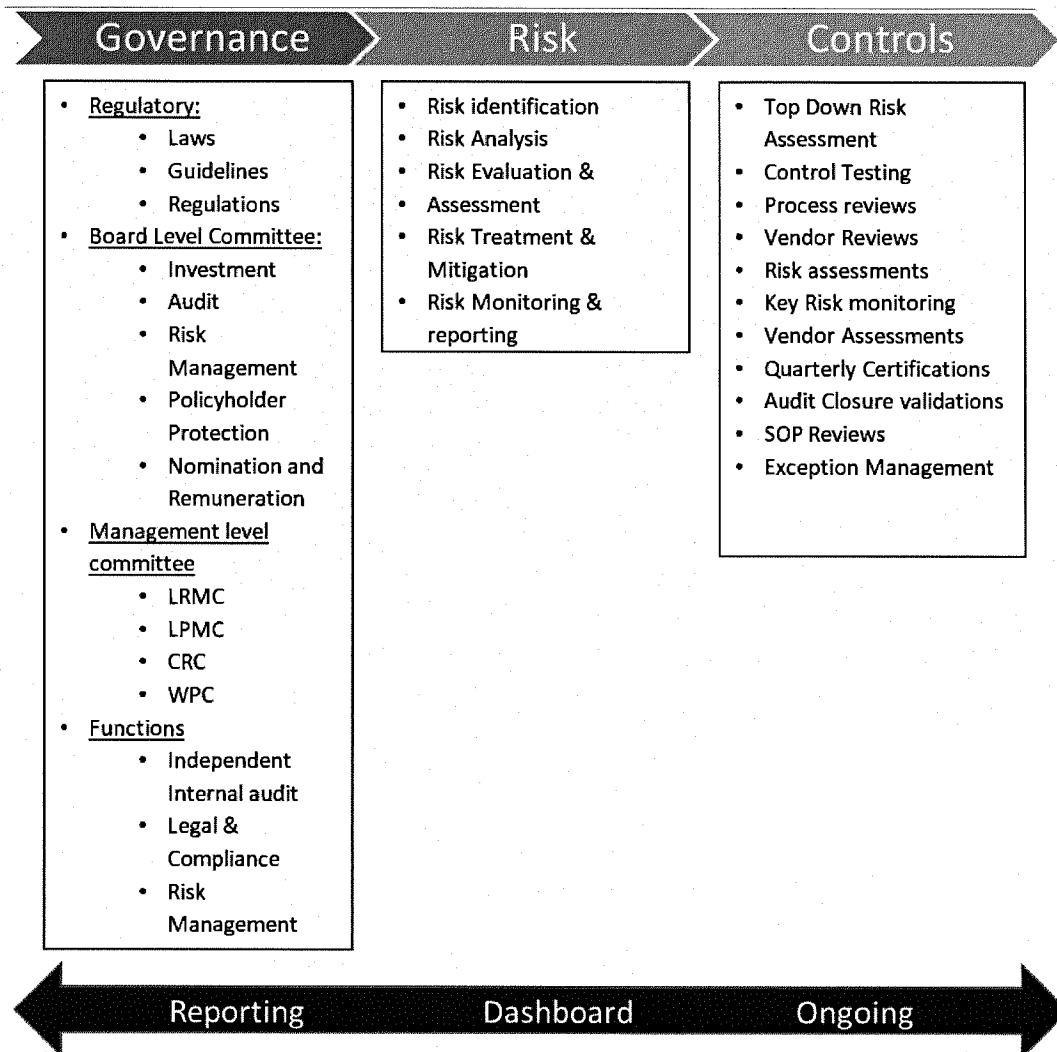 Governance
Risk
Controls
• Regulatory:
• Laws
• Guidelines
• Regulations
• Board Level Committee:
• Investment
• Audit
• Risk
Management
• Policyholder
Protection
• Nomination and
Remuneration
• Management level
committee
• LRMC
• LPMC
• CRC
• WPC
• Functions
• Independent
Internal audit
• Legal &
Compliance
• Risk
Management
• Risk identification
• Risk Analysis
• Risk Evaluation &
• Assessment
• Risk Treatment &
Mitigation
• Risk Monitoring &
reporting
• Top Down Risk
Assessment
• Control Testing
• Process reviews
• Vendor Reviews
• Risk assessments
• Key Risk monitoring
• Vendor Assessments
• Quarterly Certifications
• Audit Closure validations
• SOP Reviews
• Exception Management
Reporting
Dashboard
Ongoing